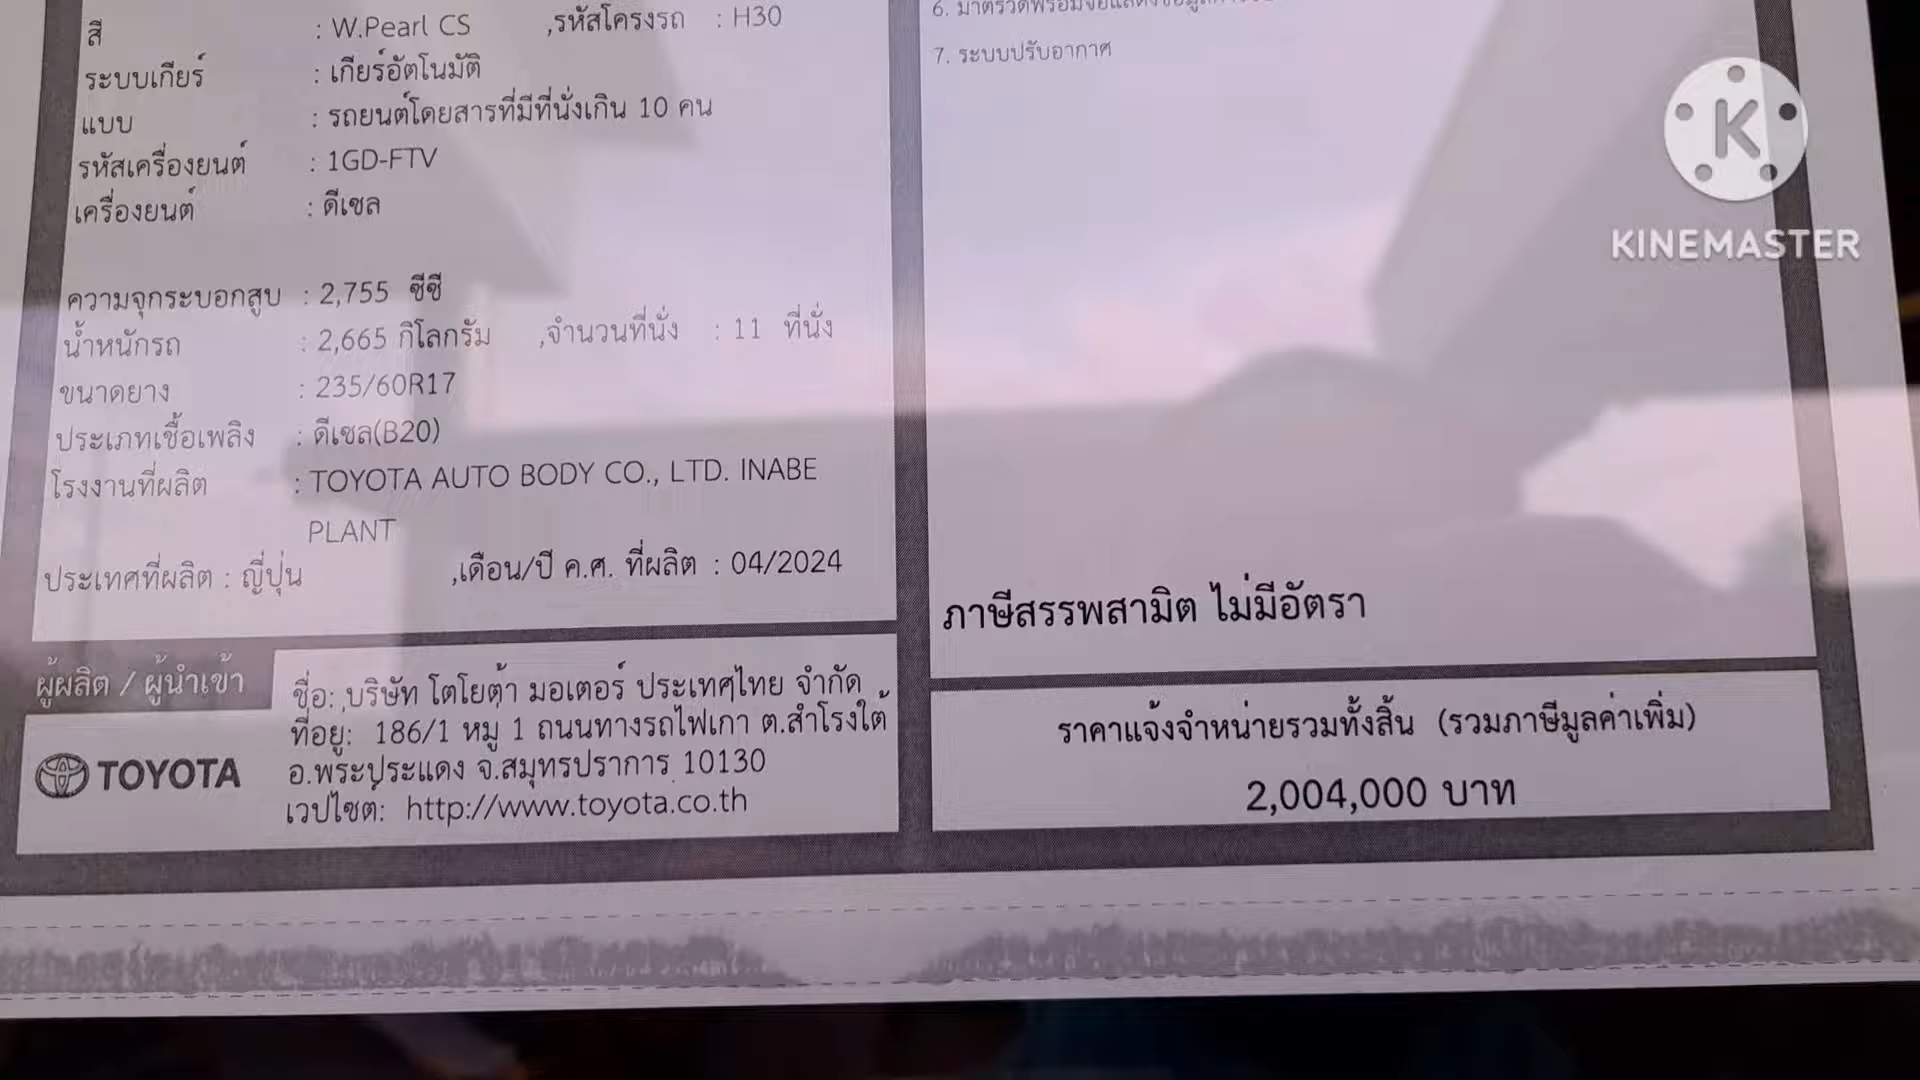 สี : W.Pearl CS ,รหัสโครงรถ : H30
ระบบเกียร์ : เกียร์อัตโนมัติ
แบบ : รถยนต์โดยสารที่มีที่นั่งเกิน 10 คน
รหัสเครื่องยนต์ : 1GD-FTV
เครื่องยนต์ : ดีเซล
ความจุกระบอกสูบ : 2,755 ซีซี
น้ำหนักรถ : 2,665 กิโลกรัม ,จำนวนที่นั่ง : 11 ที่นั่ง
ขนาดยาง : 235/60R17
ประเภทเชื้อเพลิง : ดีเซล(B20)
โรงงานที่ผลิต : TOYOTA AUTO BODY CO., LTD. INABE
PLANT
ประเทศที่ผลิต : ญี่ปุ่น ,เดือน/ปี ค.ศ. ที่ผลิต : 04/2024
ผู้ผลิต / ผู้นำเข้า
TOYOTA
ชื่อ: บริษัท โตโยต้า มอเตอร์ ประเทศไทย จำกัด
ที่อยู่: 186/1 หมู่ 1 ถนนทางรถไฟเก่า ต.สำโรงใต้
อ.พระประแดง จ.สมุทรปราการ 10130
เวปไซต์: http://www.toyota.co.th
7. ระบบปรับอากาศ
ภาษีสรรพสามิต ไม่มีอัตรา
ราคาแจ้งจำหน่ายรวมทั้งสิ้น (รวมภาษีมูลค่าเพิ่ม)
2,004,000 บาท
K
KINEMASTER